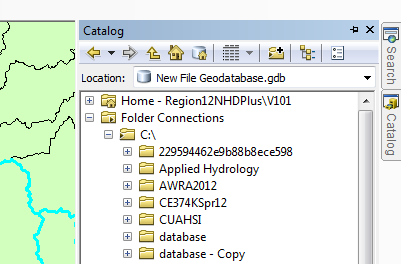 Catalog
Location: New File Geodatabase.gdb
Home - Region12NHDPlus\V101
Folder Connections
C:\
229594462e9b88b8ece598
Applied Hydrology
AWRA2012
CE374KSpr12
CUAHSI
database
database - Copy
Search
Catalog